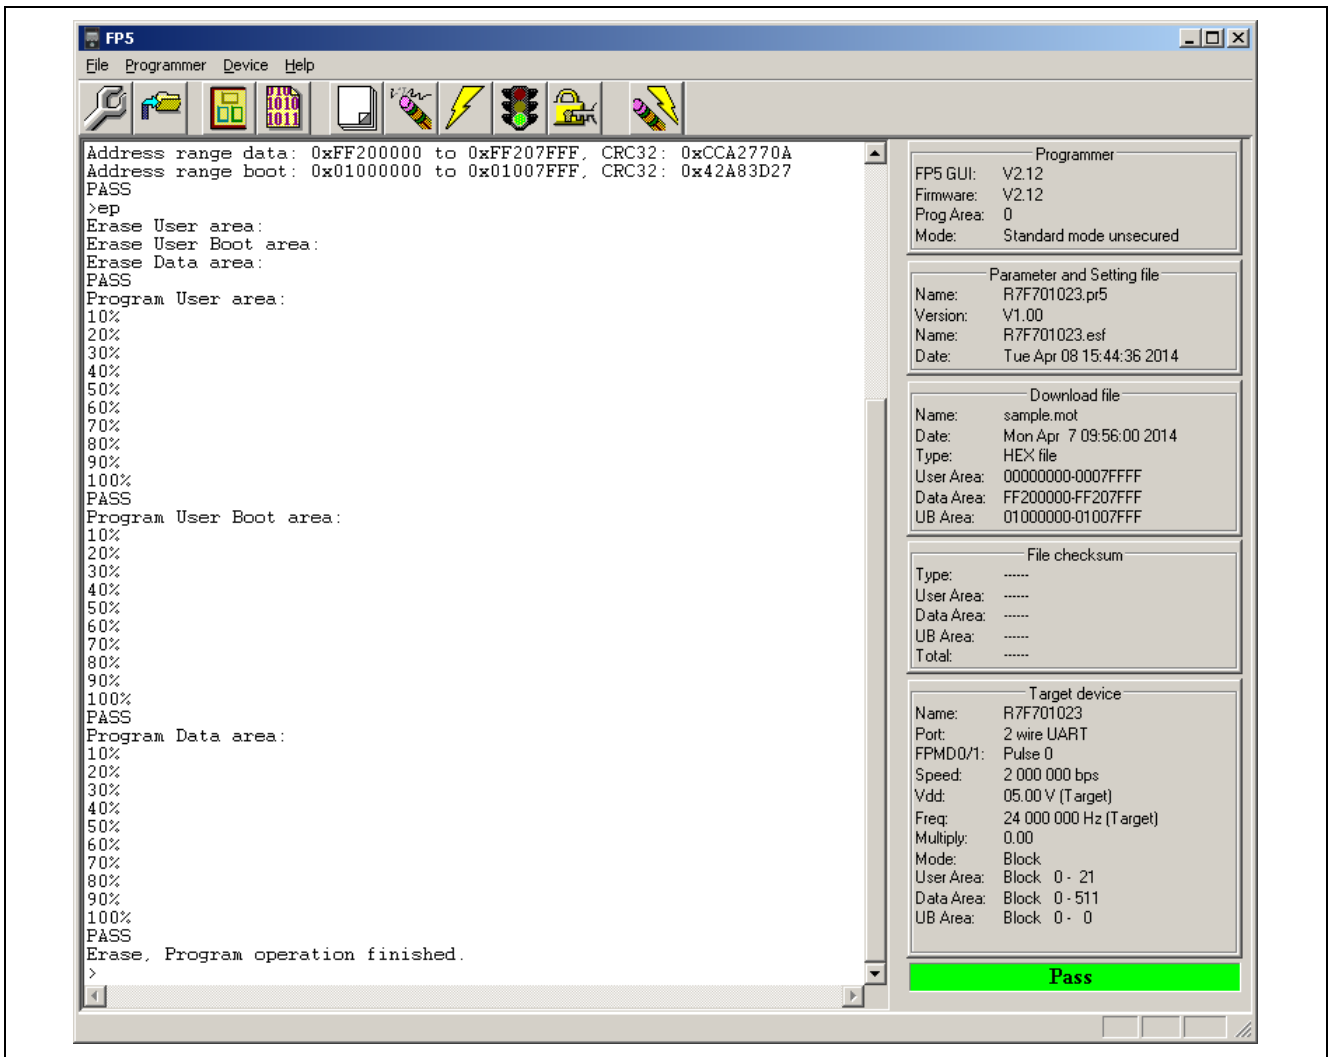 FP5
File Programmer Device Help
Address range data: 0xFF200000 to 0xFF207FFF, CRC32: 0xCCA2770A
Address range boot: 0x01000000 to 0x01007FFF, CRC32: 0x42A83D27
PASS
>ep
Erase User area:
Erase User Boot area:
Erase Data area:
PASS
Program User area:
10%
20%
30%
40%
50%
60%
70%
80%
90%
100%
PASS
Program User Boot area:
10%
20%
30%
40%
50%
60%
70%
80%
90%
100%
PASS
Program Data area:
10%
20%
30%
40%
50%
60%
70%
80%
90%
100%
PASS
Erase, Program operation finished.
>
Programmer
FP5 GUI: V2.12
Firmware: V2.12
Prog Area: 0
Mode: Standard mode unsecured
Parameter and Setting file
Name: R7F701023.pr5
Version: V1.00
Name: R7F701023.esf
Date: Tue Apr 08 15:44:36 2014
Download file
Name: sample.mot
Date: Mon Apr 7 09:56:00 2014
Type: HEX file
User Area: 00000000-0007FFFF
Data Area: FF200000-FF207FFF
UB Area: 01000000-01007FFF
File checksum
Type: ------
User Area: ------
Data Area: ------
UB Area: ------
Total: ------
Target device
Name: R7F701023
Port: 2 wire UART
FPMD0/1: Pulse 0
Speed: 2 000 000 bps
Vdd: 05.00 V (Target)
Freq: 24 000 000 Hz (Target)
Multiply: 0.00
Mode: Block
User Area: Block 0 - 21
Data Area: Block 0 - 511
UB Area: Block 0 - 0
Pass